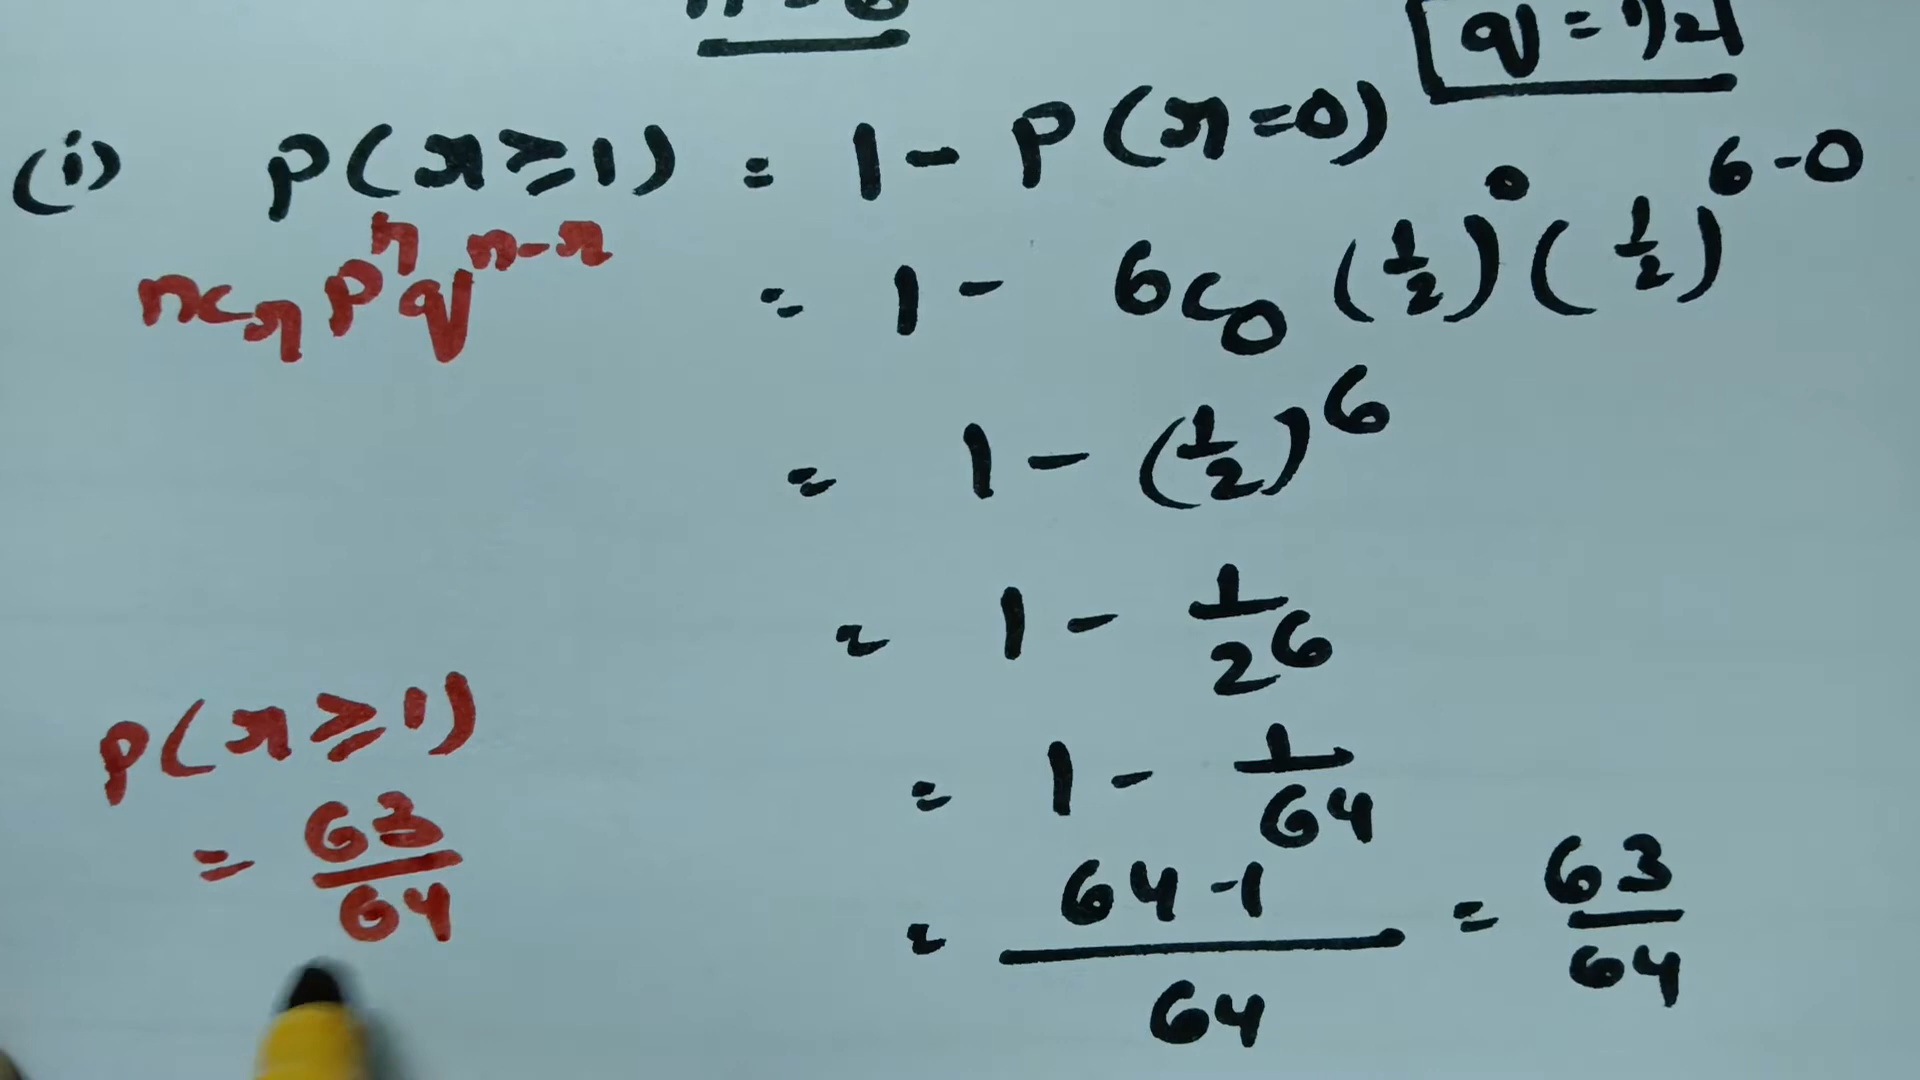 n = 6
q = 1/2
(i) P(x≥1) = 1 - P(x=0)
nCx p^x q^(n-x)
= 1 - 6C0 (1/2)^0 (1/2)^(6-0)
= 1 - (1/2)^6
= 1 - 1/2^6
= 1 - 1/64
= (64-1)/64 = 63/64
P(x≥1)
= 63/64